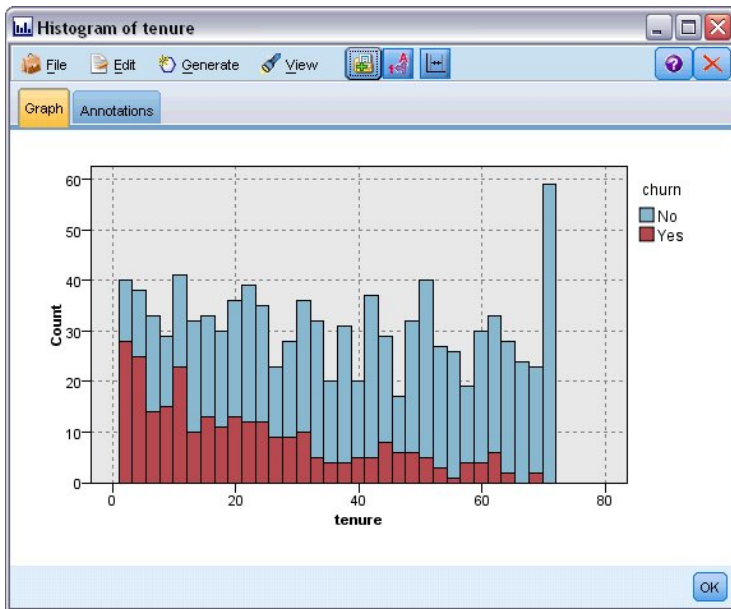 Histogram of tenure
File Edit Generate View
Graph Annotations
churn
No
Yes
60
50
40
30
20
10
0
Count
0 20 40 60 80
tenure
OK